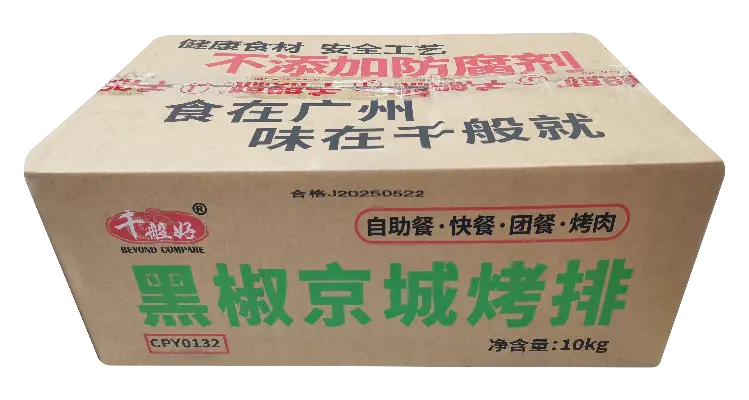 健康食材 安全工艺
不添加防腐剂
食在广州
味在千般就
合格J20250522
千般好®
BEYOND COMPARE
自助餐·快餐·团餐·烤肉
黑椒京城烤排
CPY0132
净含量:10kg